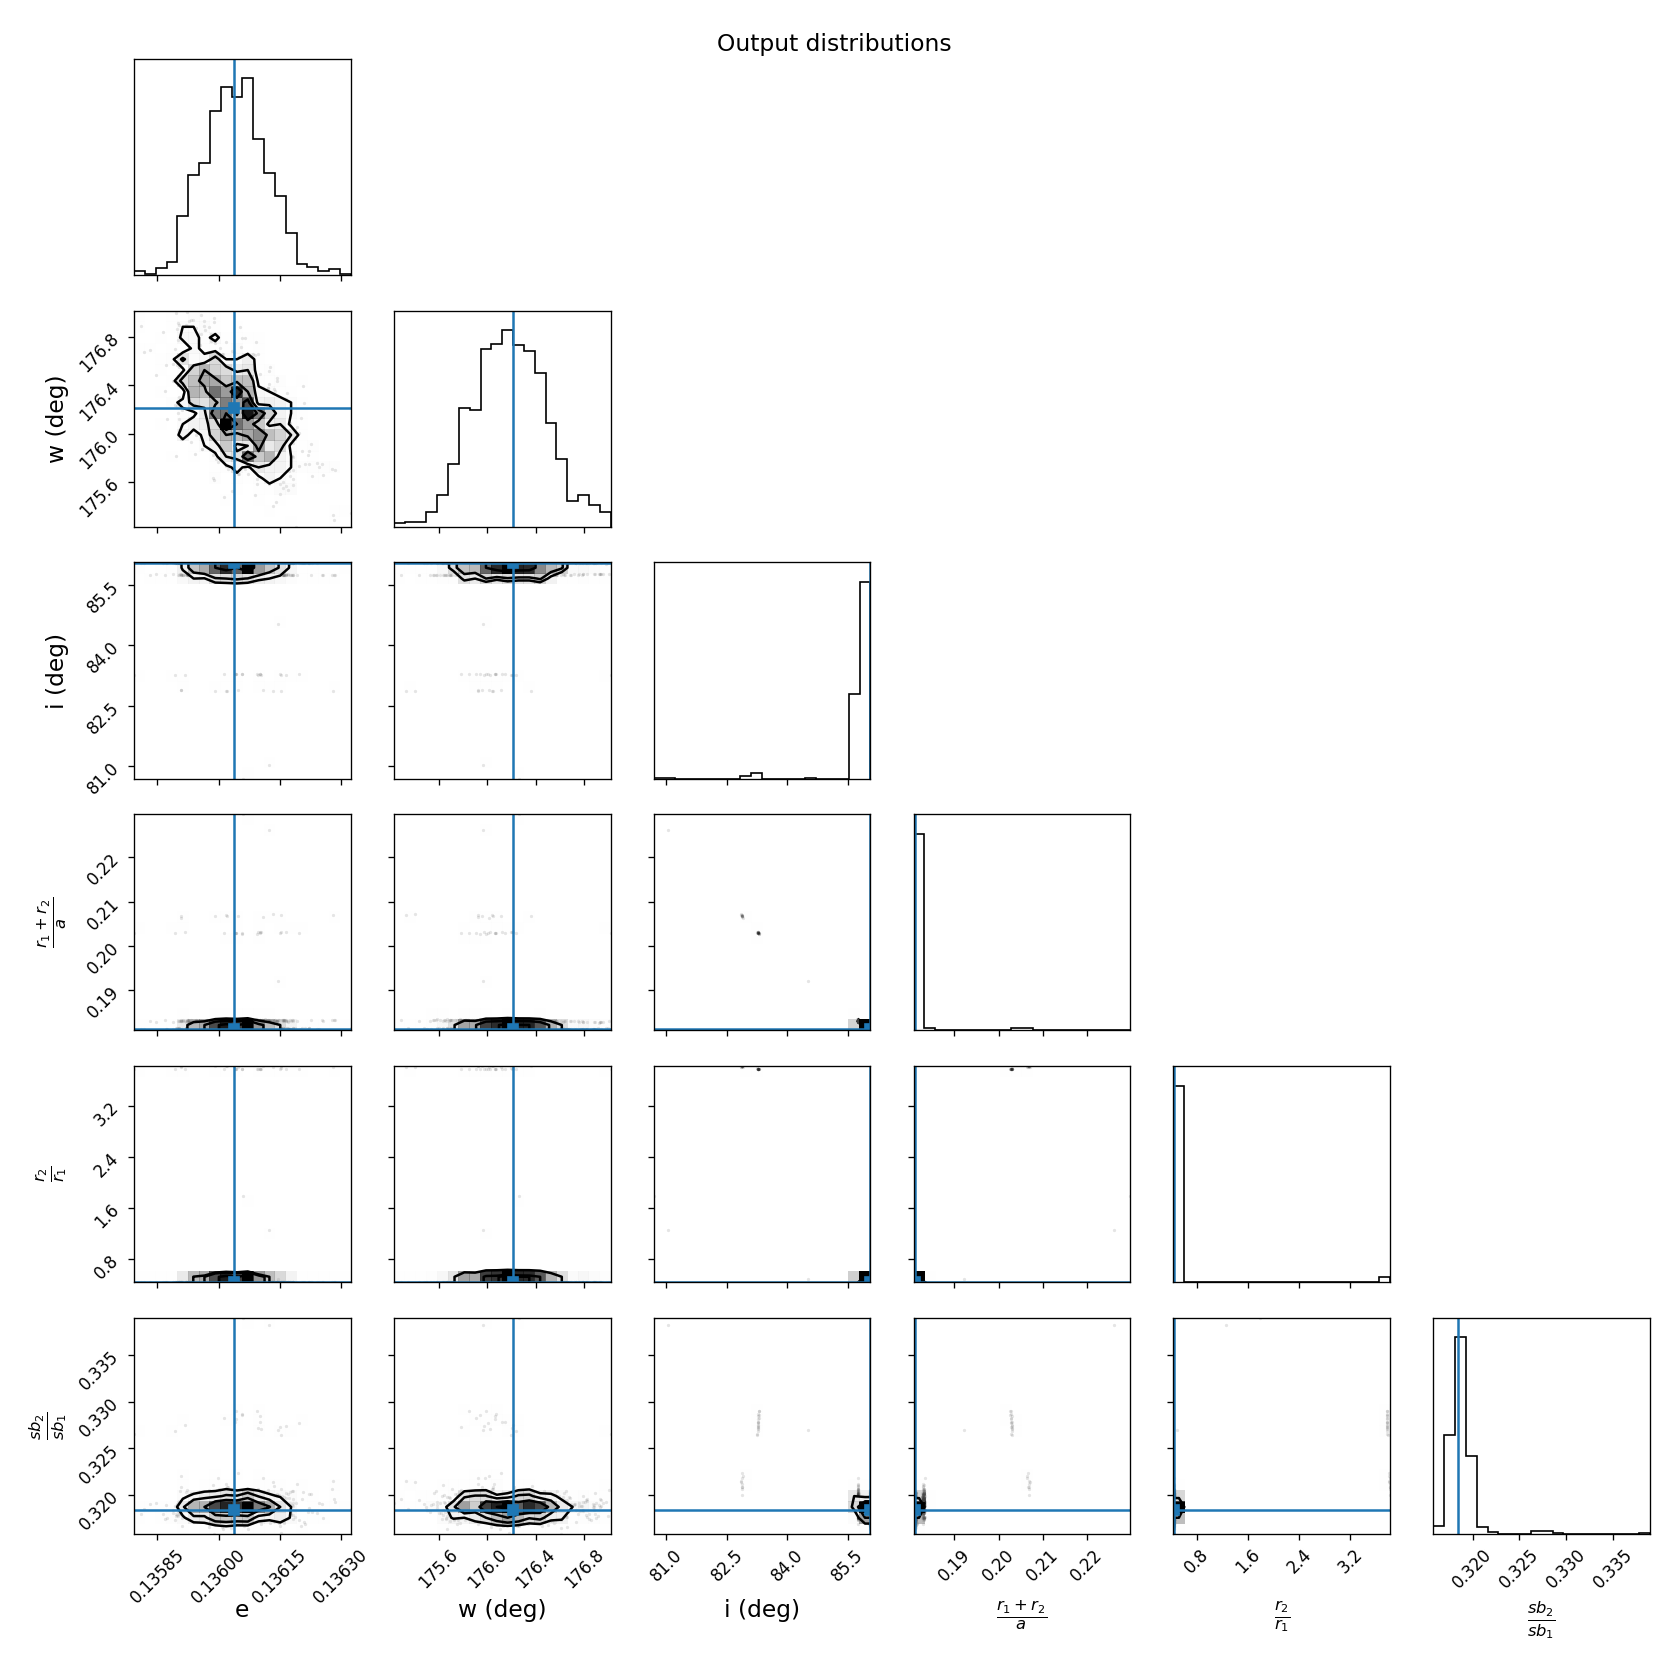 Output distributions
176.8
176.4
176.0
175.6
w (deg)
85.5
84.0
82.5
81.0
i (deg)
0.22
0.21
0.20
0.19
r1 + r2
a
3.2
2.4
1.6
0.8
r2
r1
0.335
0.330
0.325
0.320
sb2
sb1
0.13585 0.13600 0.13615 0.13630
175.6 176.0 176.4 176.8
81.0 82.5 84.0 85.5
0.19 0.20 0.21 0.22
0.8 1.6 2.4 3.2
0.320 0.325 0.330 0.335
e
w (deg)
i (deg)
r1 + r2
a
r2
r1
sb2
sb1